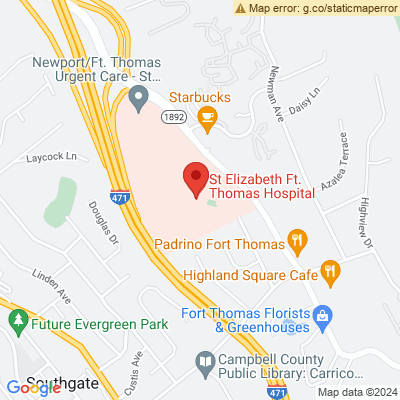 Map error: g.co/staticmaperror
Newport/Ft. Thomas
Urgent Care - St...
Newman Ave
Daisy Ln
Starbucks
1892
Azalea Terrace
Laycock Ln
St Elizabeth Ft.
Thomas Hospital
471
Highview Dr
Douglas Dr
Padrino Fort Thomas
Highland Square Cafe
Linden Ave
Fort Thomas Florists
& Greenhouses
Future Evergreen Park
Custis Ave
Campbell County
Public Library: Carrico...
Southgate
Google
471
Map data ©2024